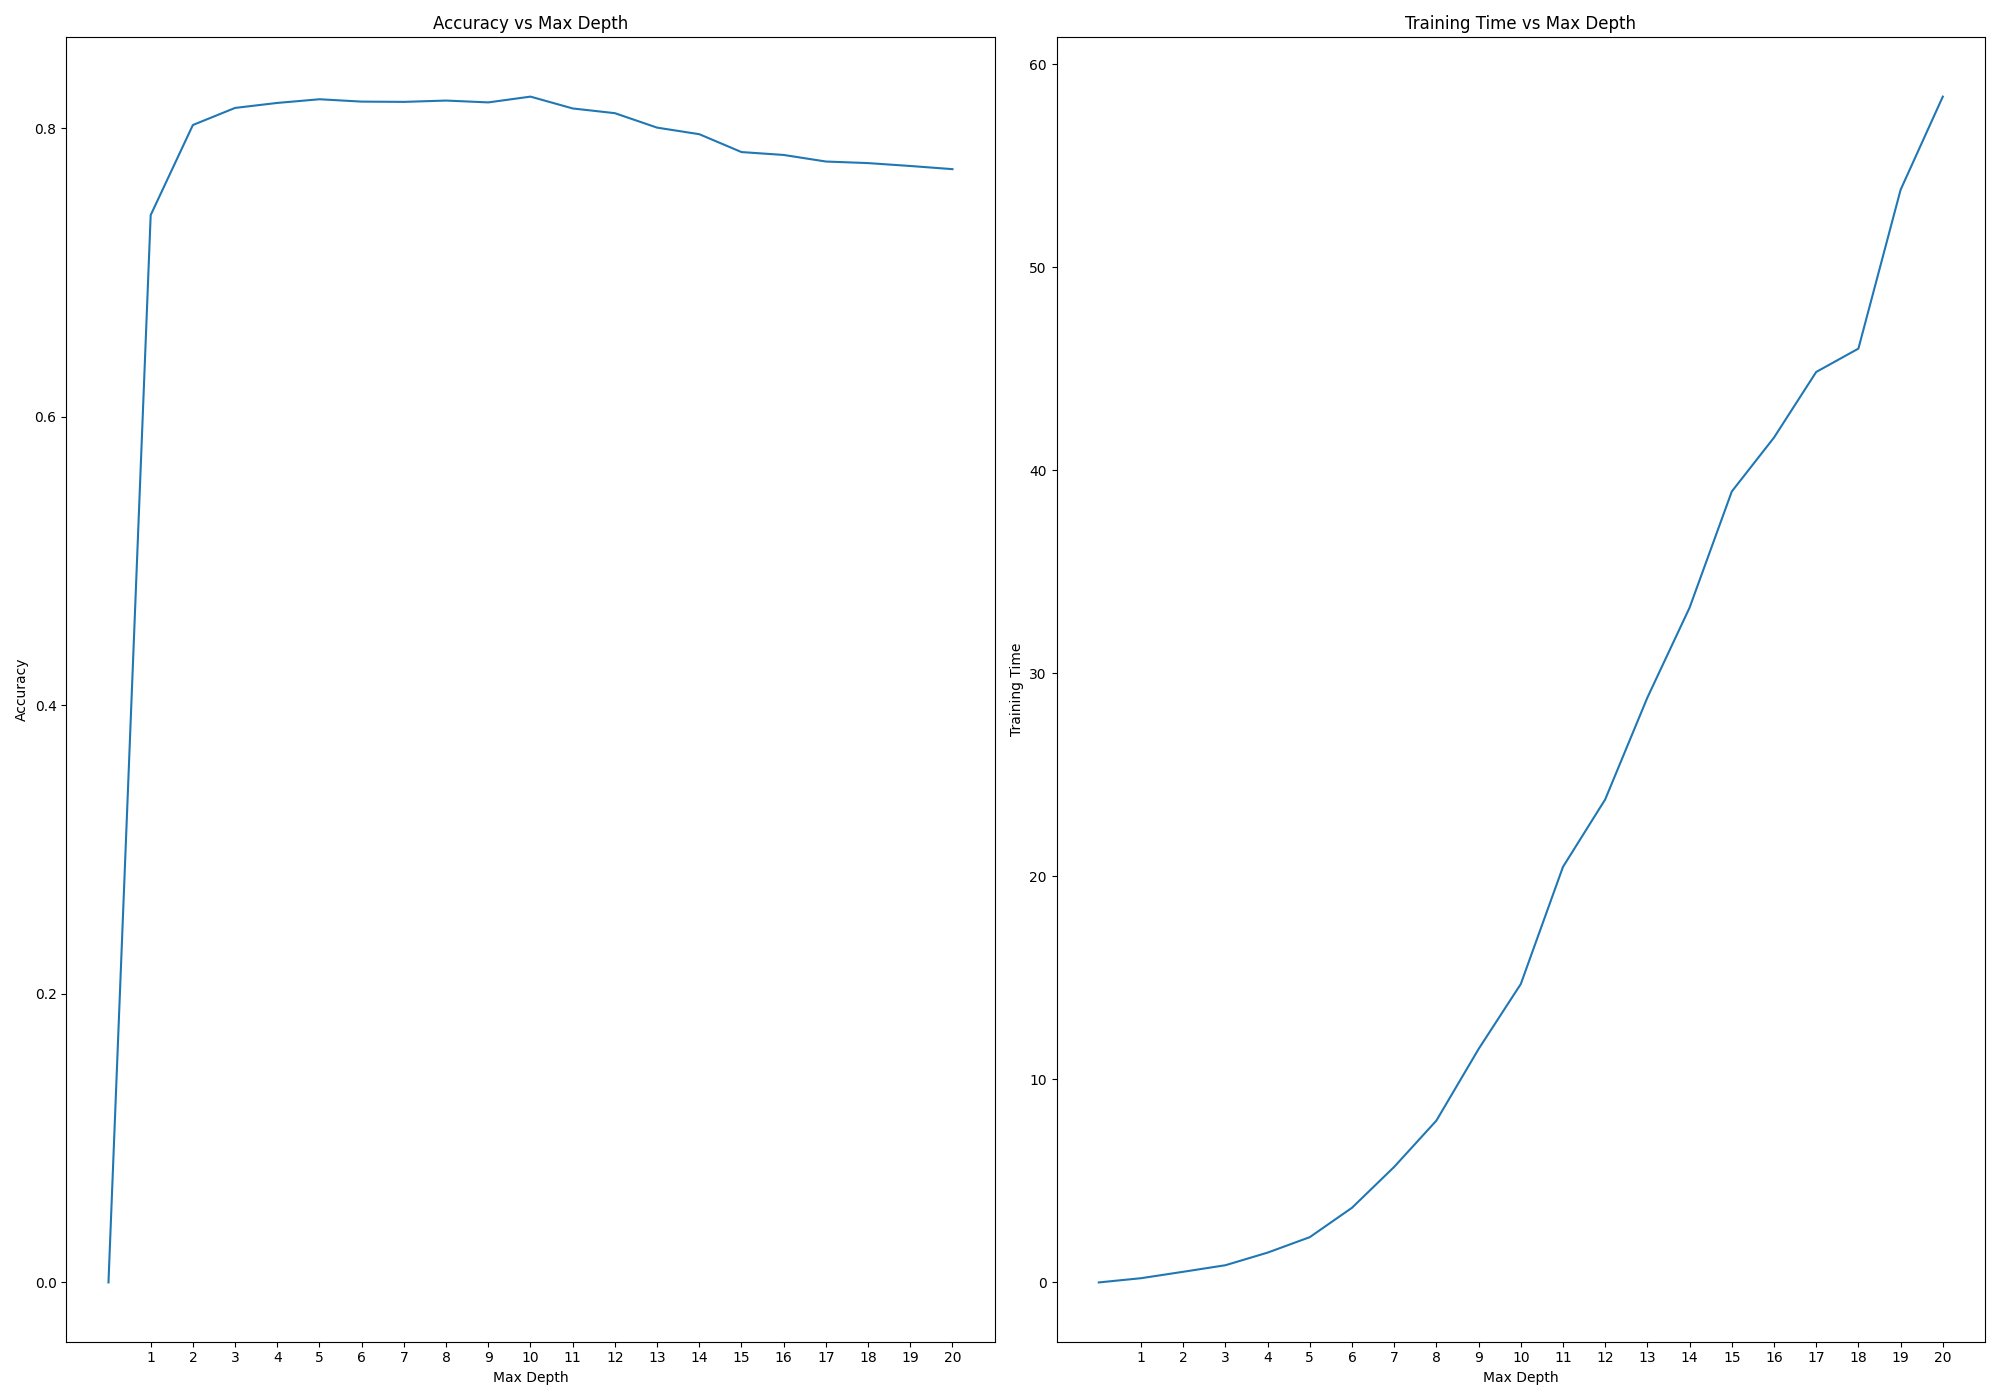 Accuracy vs Max Depth
Accuracy
0.8
0.6
0.4
0.2
0.0
1 2 3 4 5 6 7 8 9 10 11 12 13 14 15 16 17 18 19 20
Max Depth
Training Time vs Max Depth
Training Time
60
50
40
30
20
10
0
1 2 3 4 5 6 7 8 9 10 11 12 13 14 15 16 17 18 19 20
Max Depth